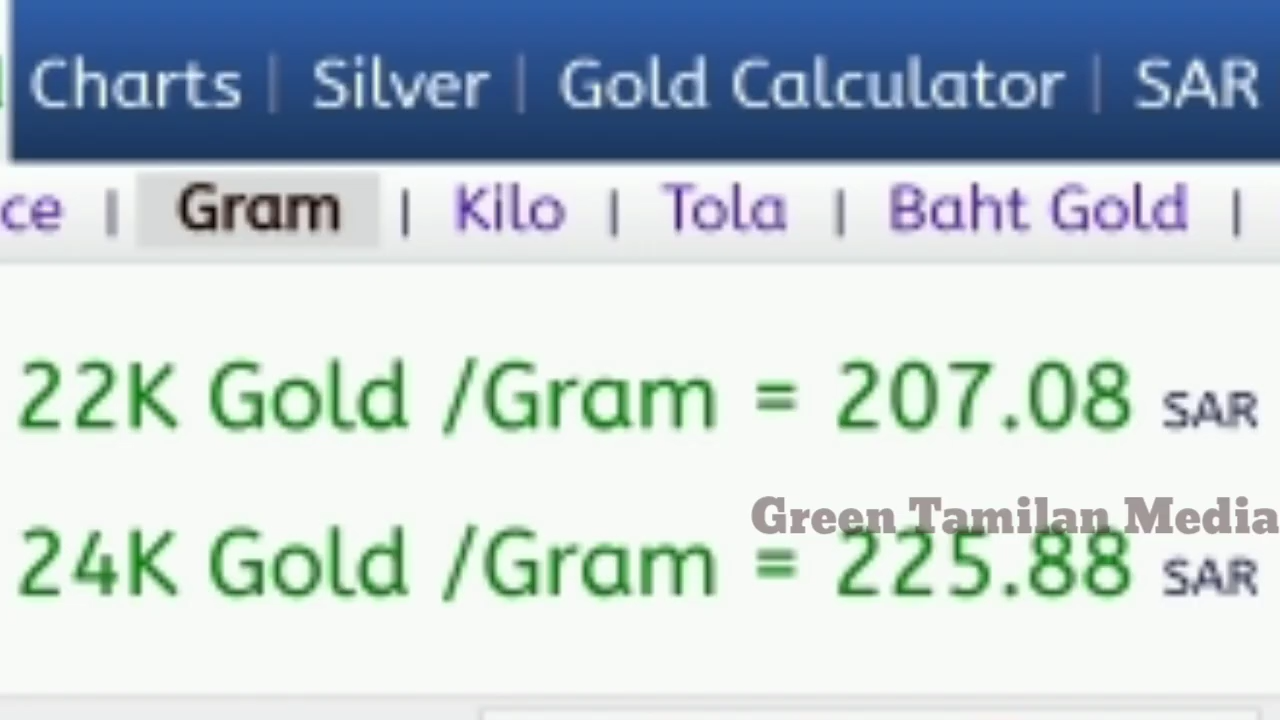 Charts | Silver | Gold Calculator | SAR
ce | Gram | Kilo | Tola | Baht Gold |
22K Gold /Gram = 207.08 SAR
Green Tamilan Media
24K Gold /Gram = 225.88 SAR